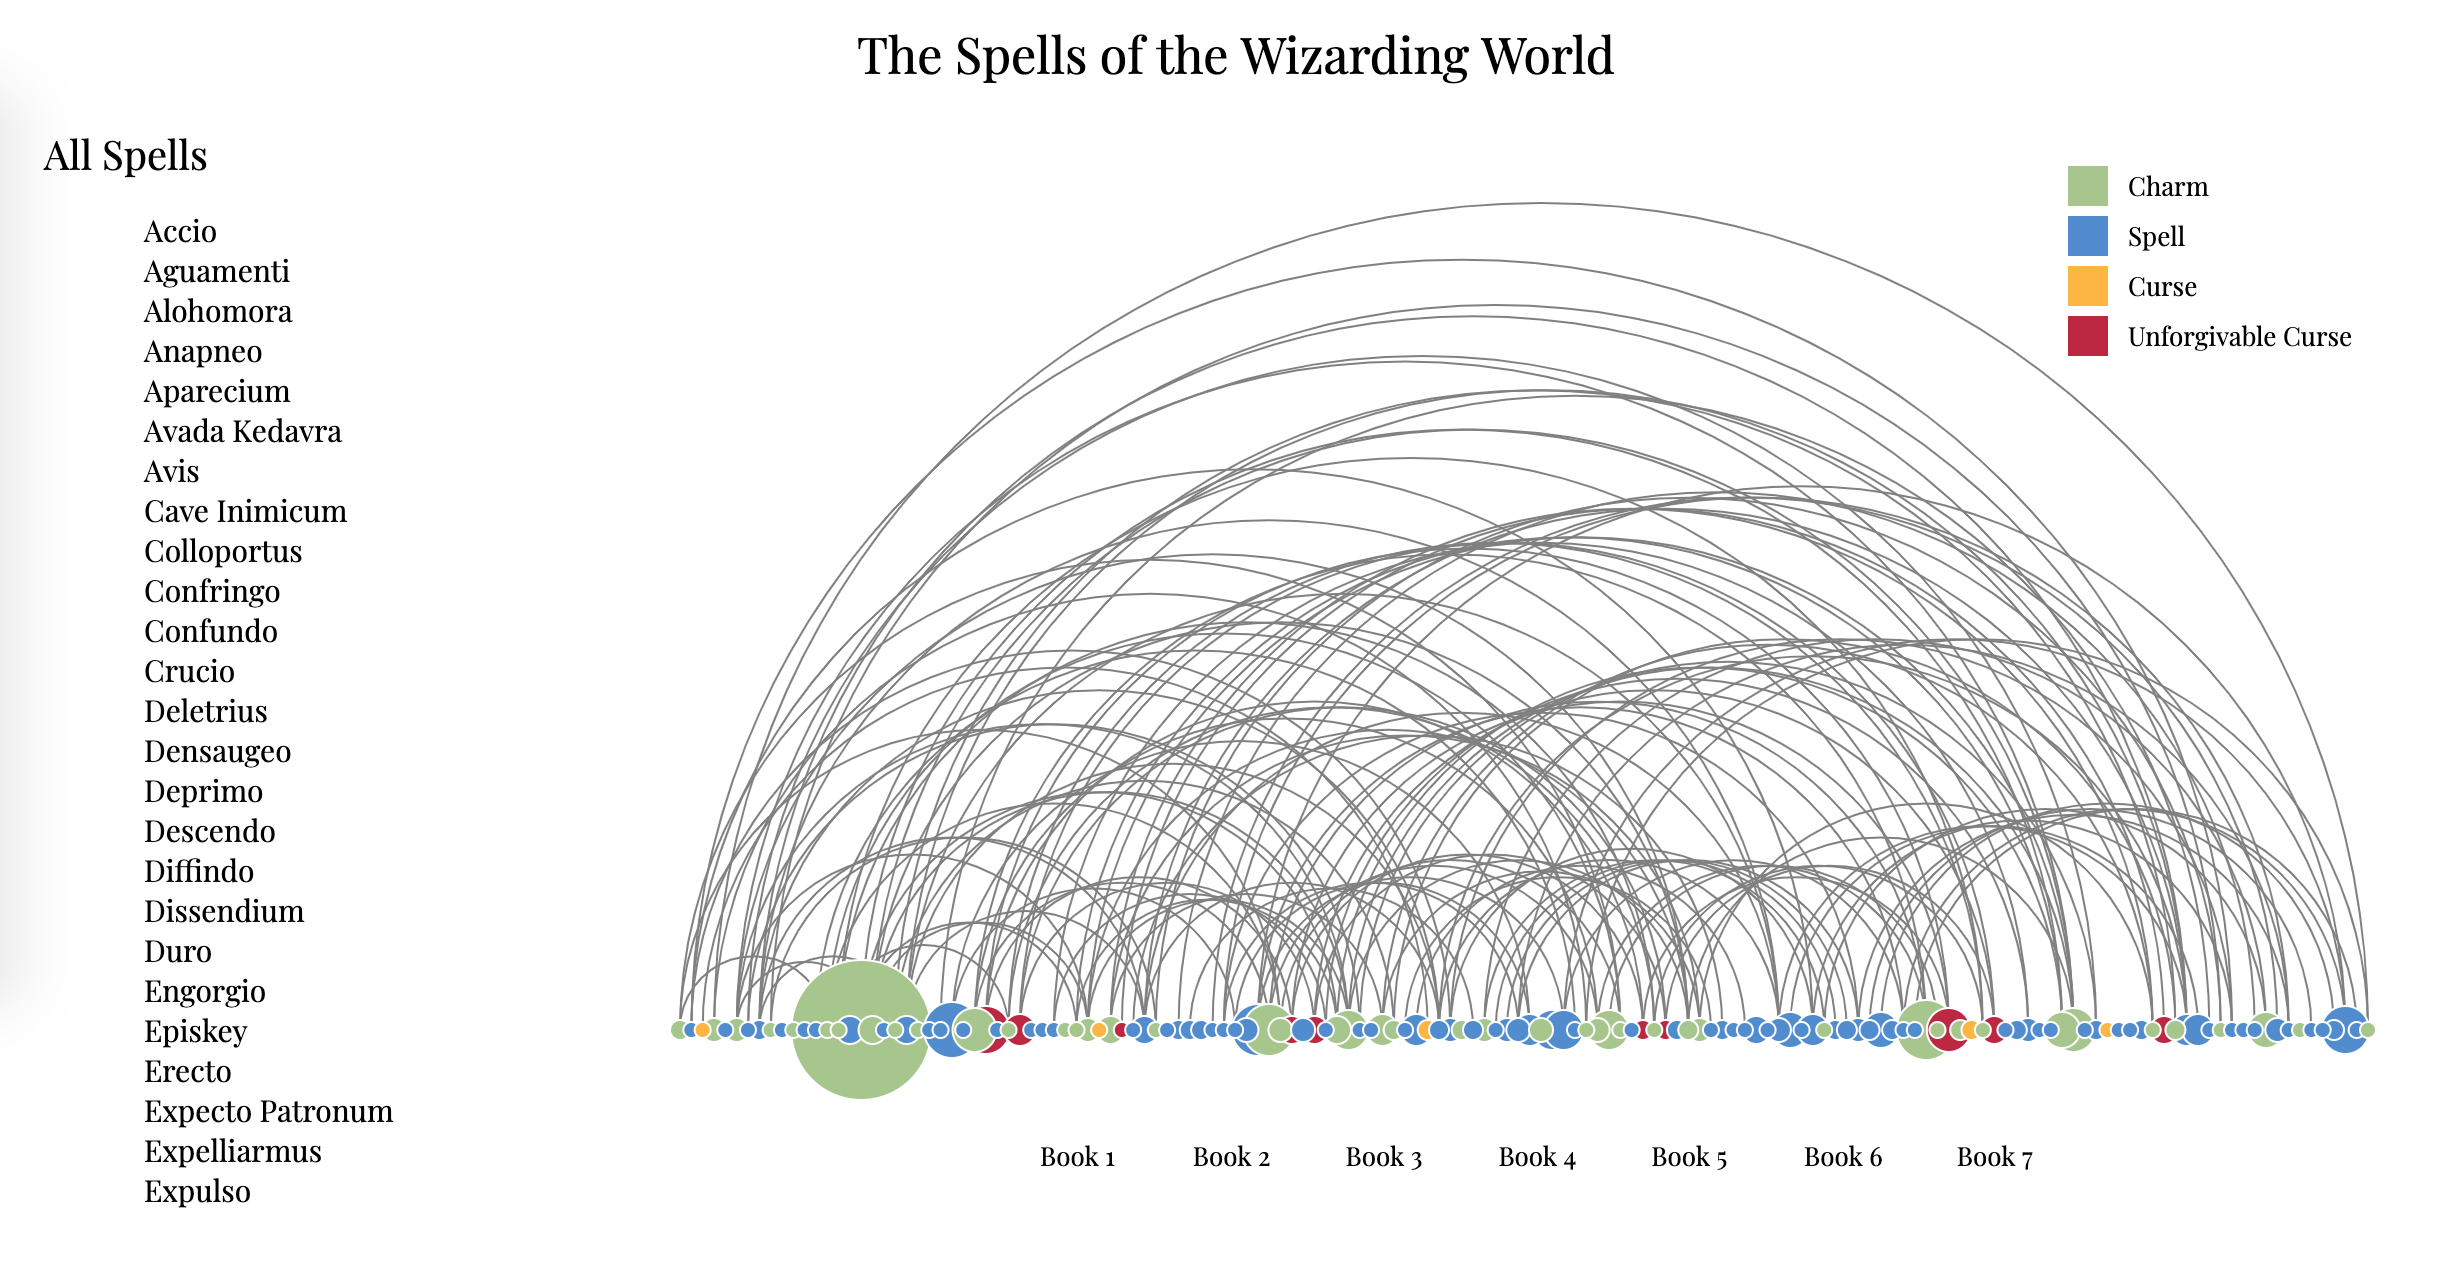 The Spells of the Wizarding World
All Spells
Accio
Aguamenti
Alohomora
Anapneo
Aparecium
Avada Kedavra
Avis
Cave Inimicum
Colloportus
Confringo
Confundo
Crucio
Deletrius
Densaugeo
Deprimo
Descendo
Diffindo
Dissendium
Duro
Engorgio
Episkey
Erecto
Expecto Patronum
Expelliarmus
Expulso
Charm
Spell
Curse
Unforgivable Curse
Book 1
Book 2
Book 3
Book 4
Book 5
Book 6
Book 7